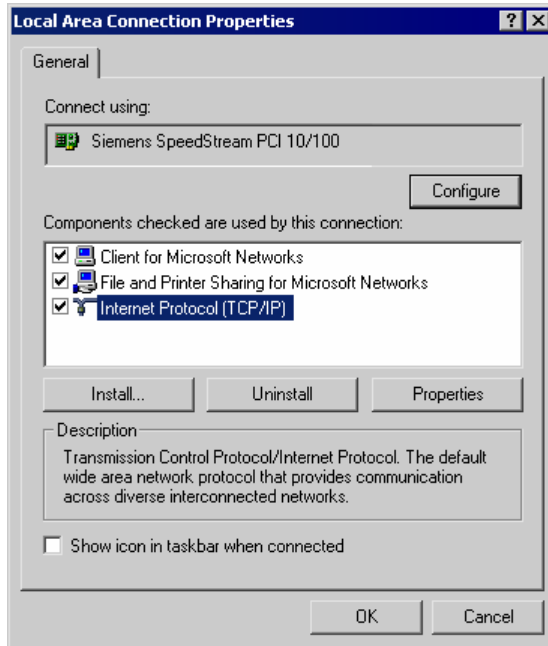 Local Area Connection Properties
General
Connect using:
Siemens SpeedStream PCI 10/100
Configure
Components checked are used by this connection:
Client for Microsoft Networks
File and Printer Sharing for Microsoft Networks
Internet Protocol (TCP/IP)
Install... Uninstall Properties
Description
Transmission Control Protocol/Internet Protocol. The default
wide area network protocol that provides communication
across diverse interconnected networks.
Show icon in taskbar when connected
OK Cancel